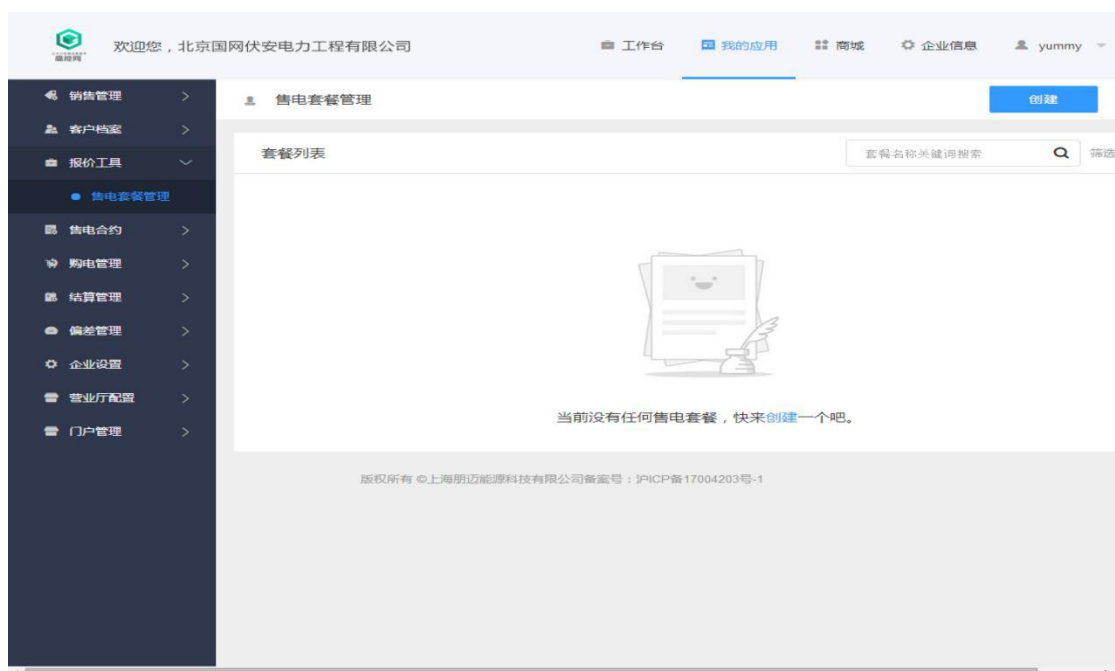 欢迎您，北京国网伏安电力工程有限公司
工作台
我的应用
商城
企业信息
yummy
销售管理
客户档案
报价工具
售电套餐管理
售电合约
购电管理
结算管理
偏差管理
企业设置
营业厅配置
门户管理
售电套餐管理
创建
套餐列表
套餐名称关键词搜索
筛选
当前没有任何售电套餐，快来创建一个吧。
版权所有 ©上海朋迈能源科技有限公司备案号：沪ICP备17004203号-1